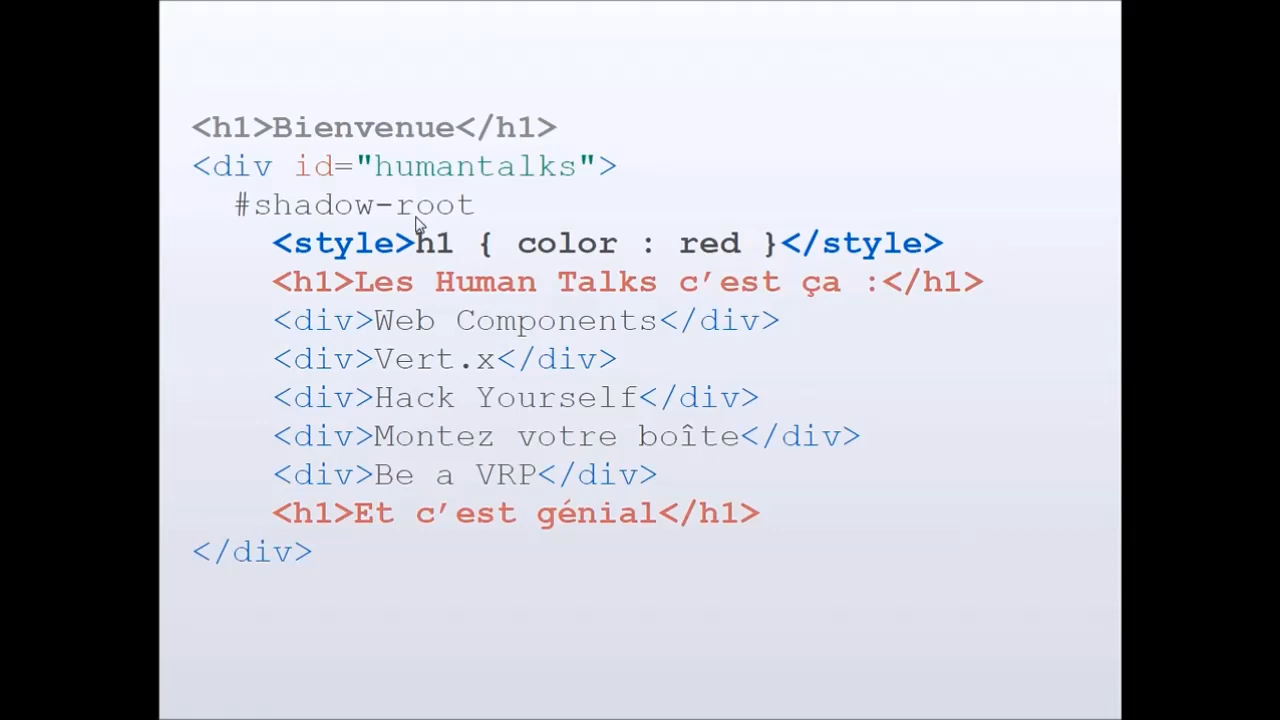 <h1>Bienvenue</h1>
<div id="humantalks">
#shadow-root
<style>h1 { color : red }</style>
<h1>Les Human Talks c’est ça :</h1>
<div>Web Components</div>
<div>Vert.x</div>
<div>Hack Yourself</div>
<div>Montez votre boîte</div>
<div>Be a VRP</div>
<h1>Et c’est génial</h1>
</div>